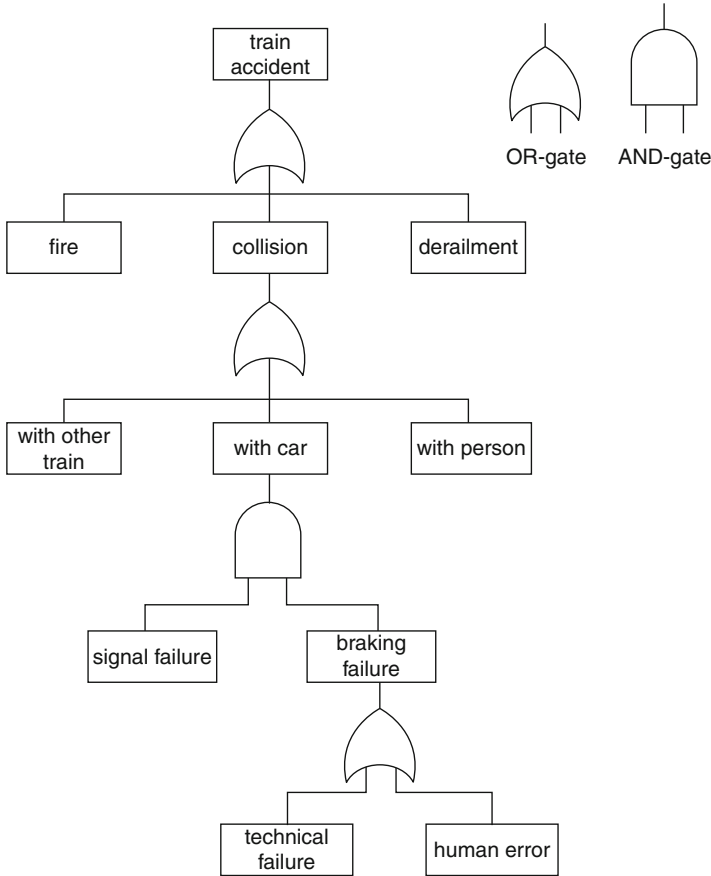 train
accident
OR-gate
AND-gate
fire
collision
derailment
with other
train
with car
with person
signal failure
braking
failure
technical
failure
human error